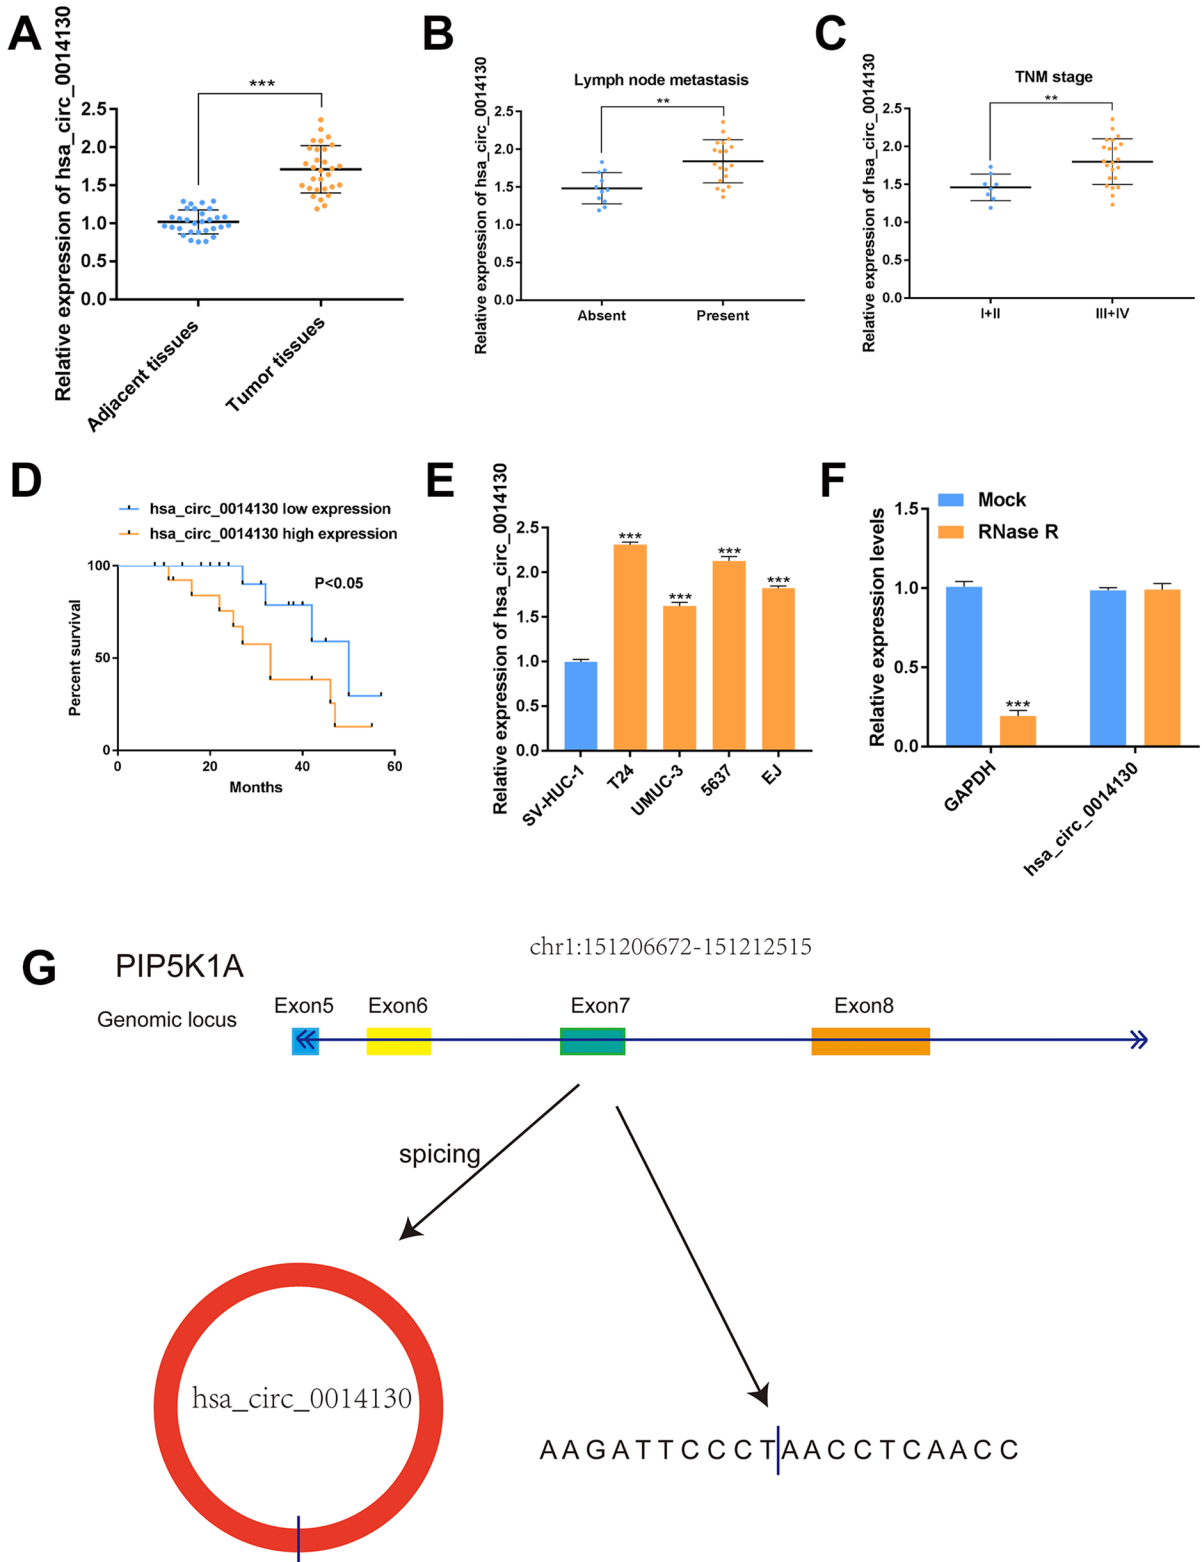 A
Relative expression of hsa_circ_0014130
***
2.5
2.0
1.5
1.0
0.5
0.0
Adjacent tissues
Tumor tissues
B
Relative expression of hsa_circ_0014130
Lymph node metastasis
**
2.5
2.0
1.5
1.0
0.5
0.0
Absent
Present
C
Relative expression of hsa_circ_0014130
TNM stage
**
2.5
2.0
1.5
1.0
0.5
0.0
I+II
III+IV
D
hsa_circ_0014130 low expression
hsa_circ_0014130 high expression
P<0.05
Percent survival
100
50
0
0
20
40
60
Months
E
Relative expression of hsa_circ_0014130
2.5
2.0
1.5
1.0
0.5
0.0
***
***
***
***
SV-HUC-1
T24
UMUC-3
5637
EJ
F
Mock
RNase R
Relative expression levels
1.5
1.0
0.5
0.0
***
GAPDH
hsa_circ_0014130
G
PIP5K1A
chr1:151206672-151212515
Genomic locus
Exon5
Exon6
Exon7
Exon8
spicing
hsa_circ_0014130
AAGATTCCCTAACCTCAACC